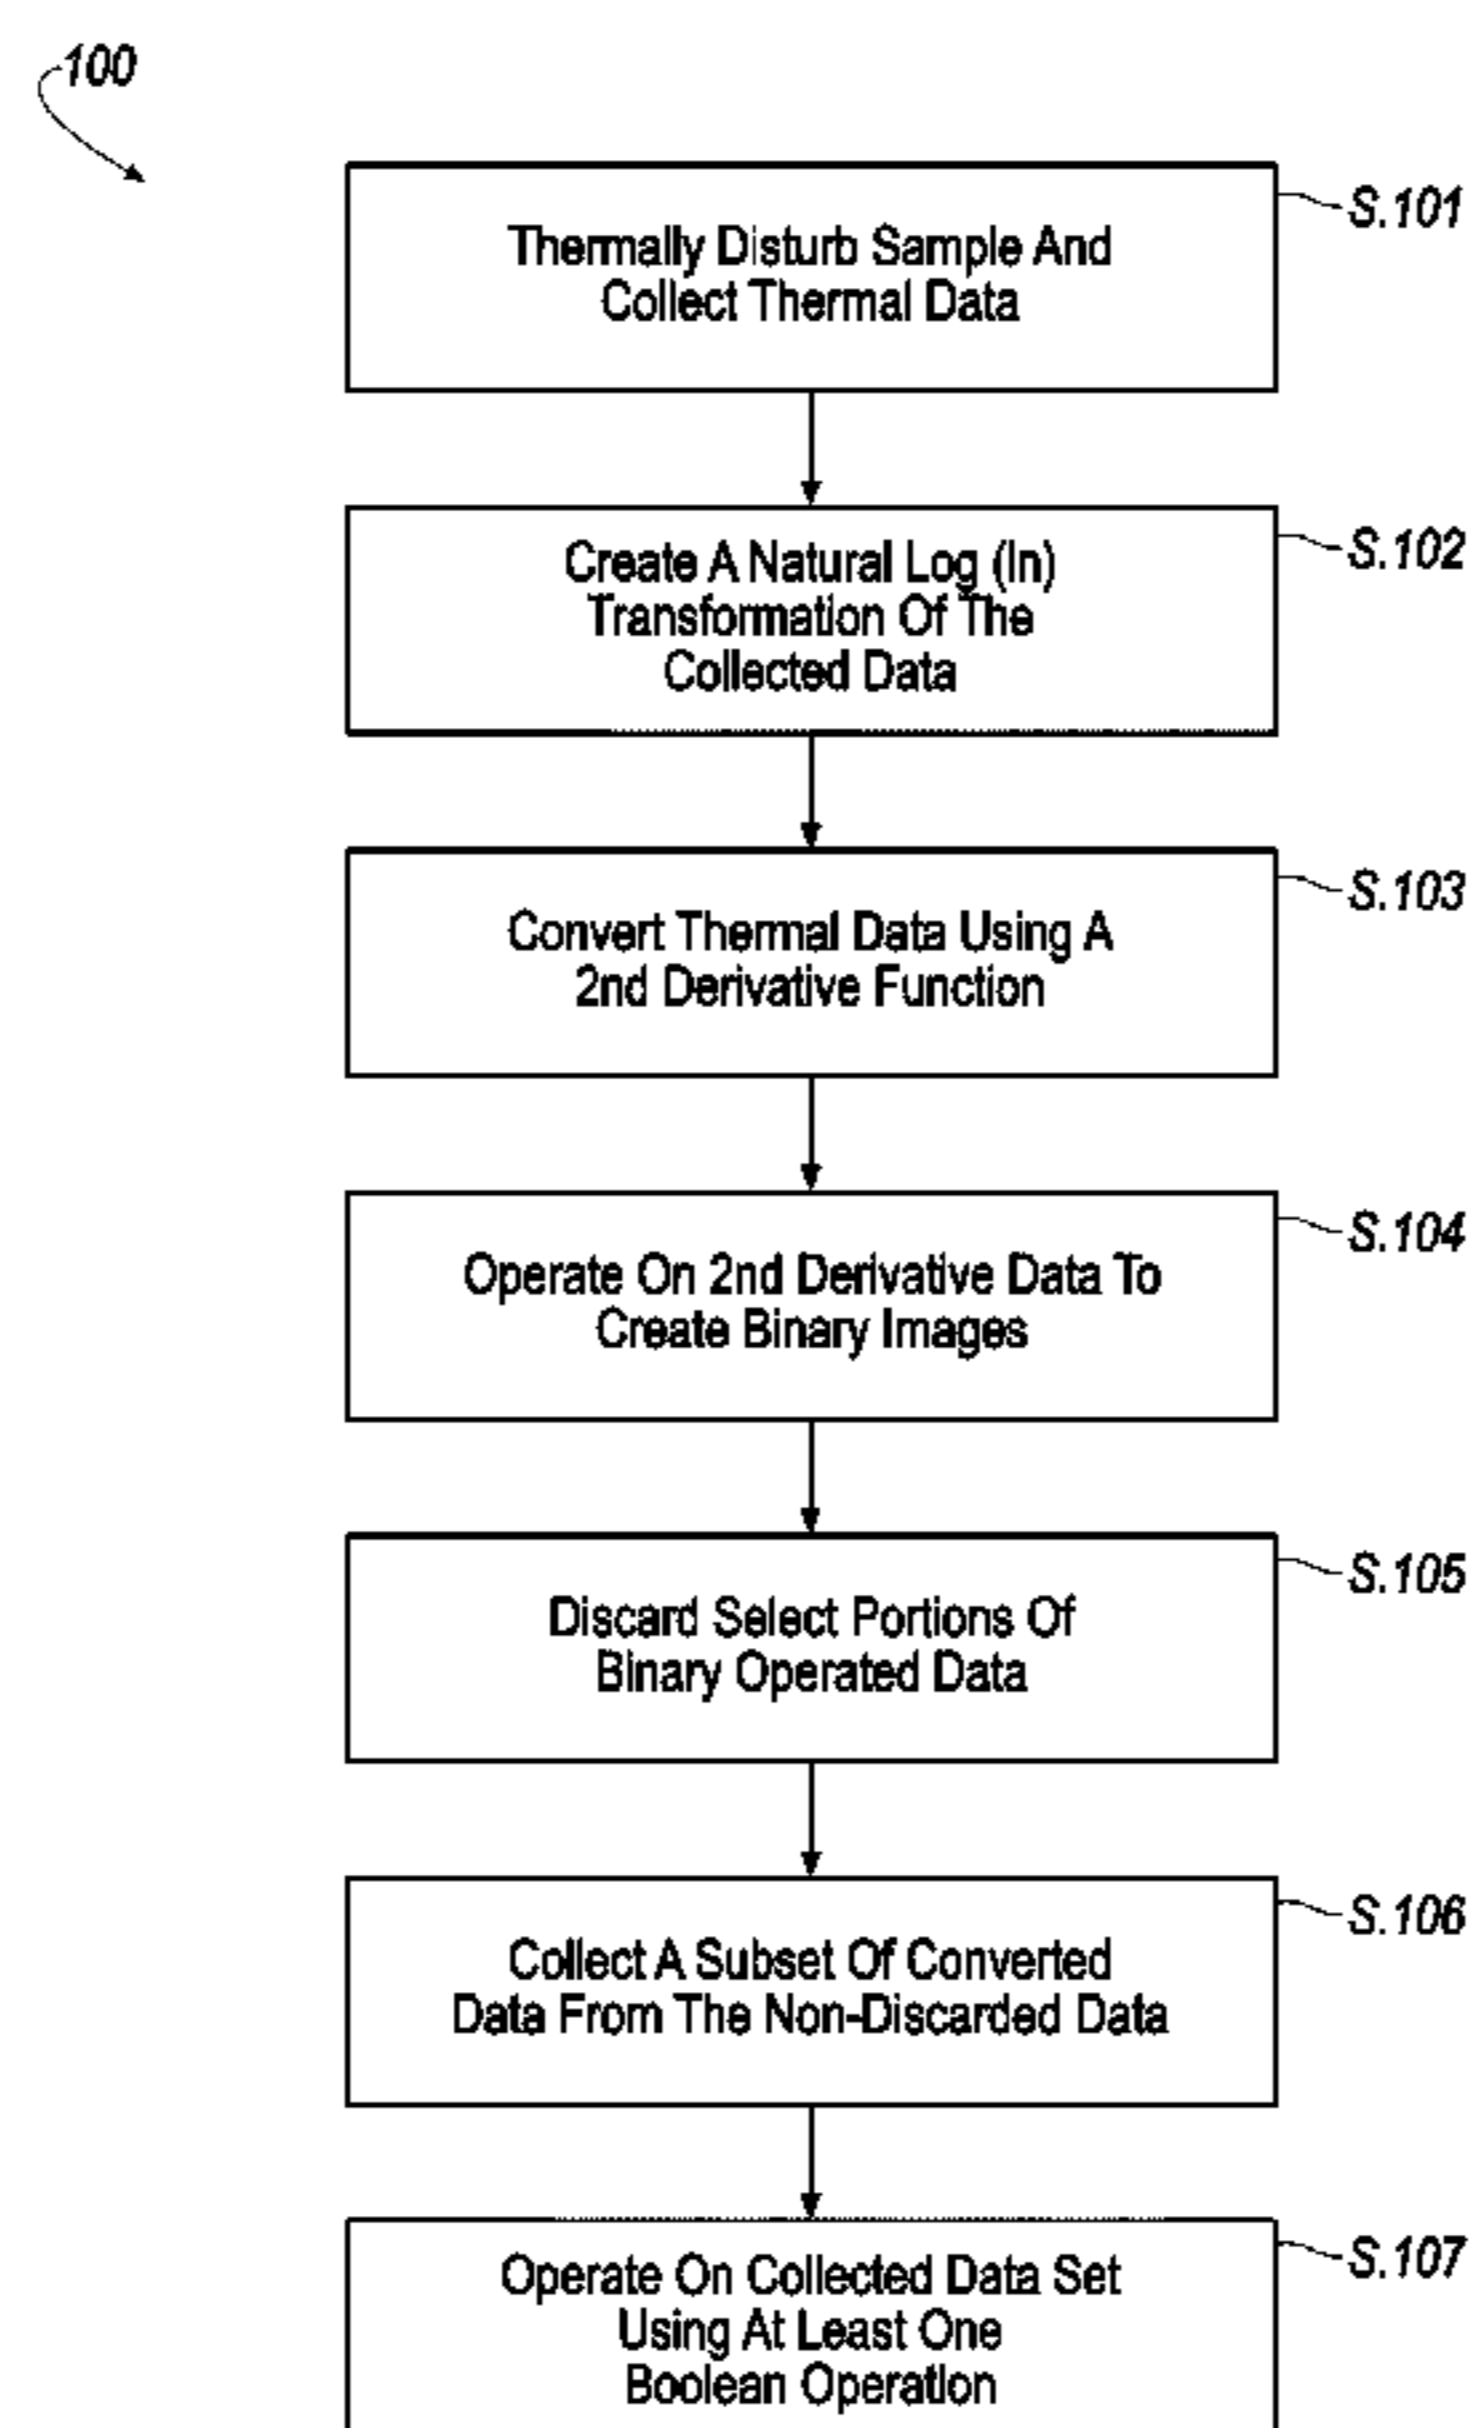 100
S.101
Thermally Disturb Sample And
Collect Thermal Data
S.102
Create A Natural Log (ln)
Transformation Of The
Collected Data
S.103
Convert Thermal Data Using A
2nd Derivative Function
S.104
Operate On 2nd Derivative Data To
Create Binary Images
S.105
Discard Select Portions Of
Binary Operated Data
S.106
Collect A Subset Of Converted
Data From The Non-Discarded Data
S.107
Operate On Collected Data Set
Using At Least One
Boolean Operation